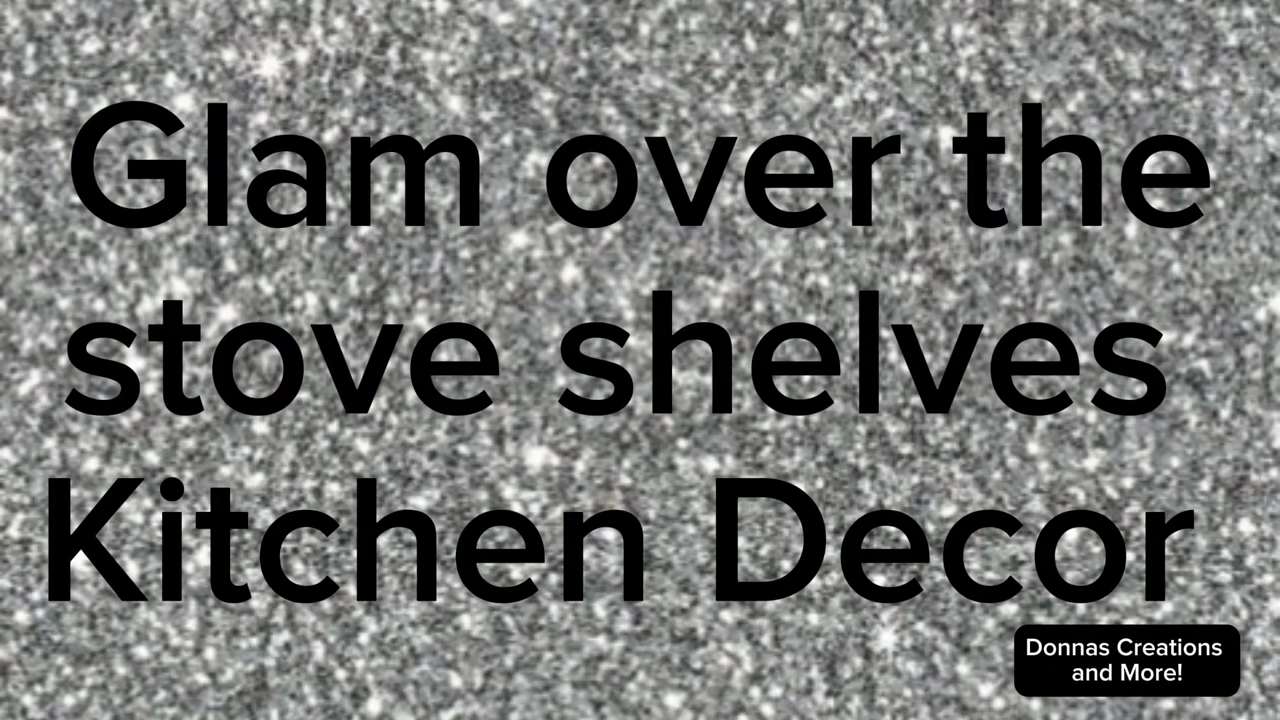 Glam over the
stove shelves
Kitchen Decor
Donnas Creations
and More!